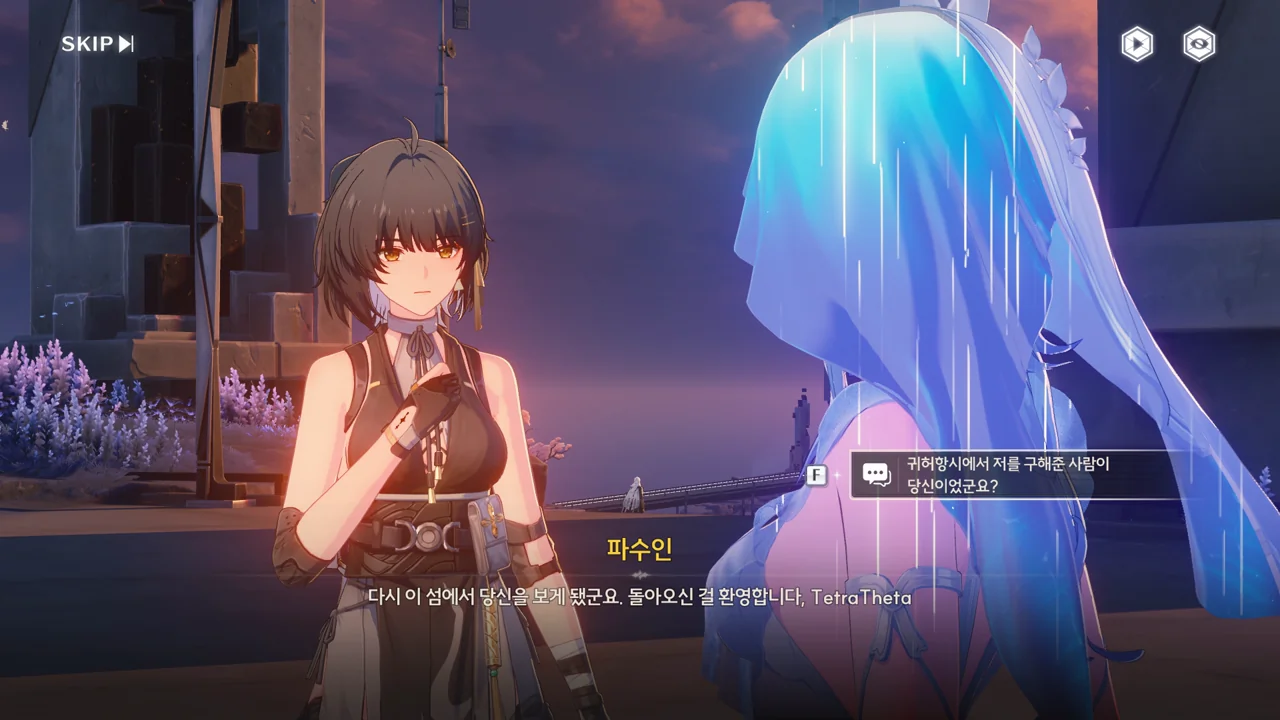 SKIP
F
귀허항시에서 저를 구해준 사람이
당신이었군요?
파수인
다시 이 섬에서 당신을 보게 됐군요. 돌아오신 걸 환영합니다, TetraTheta